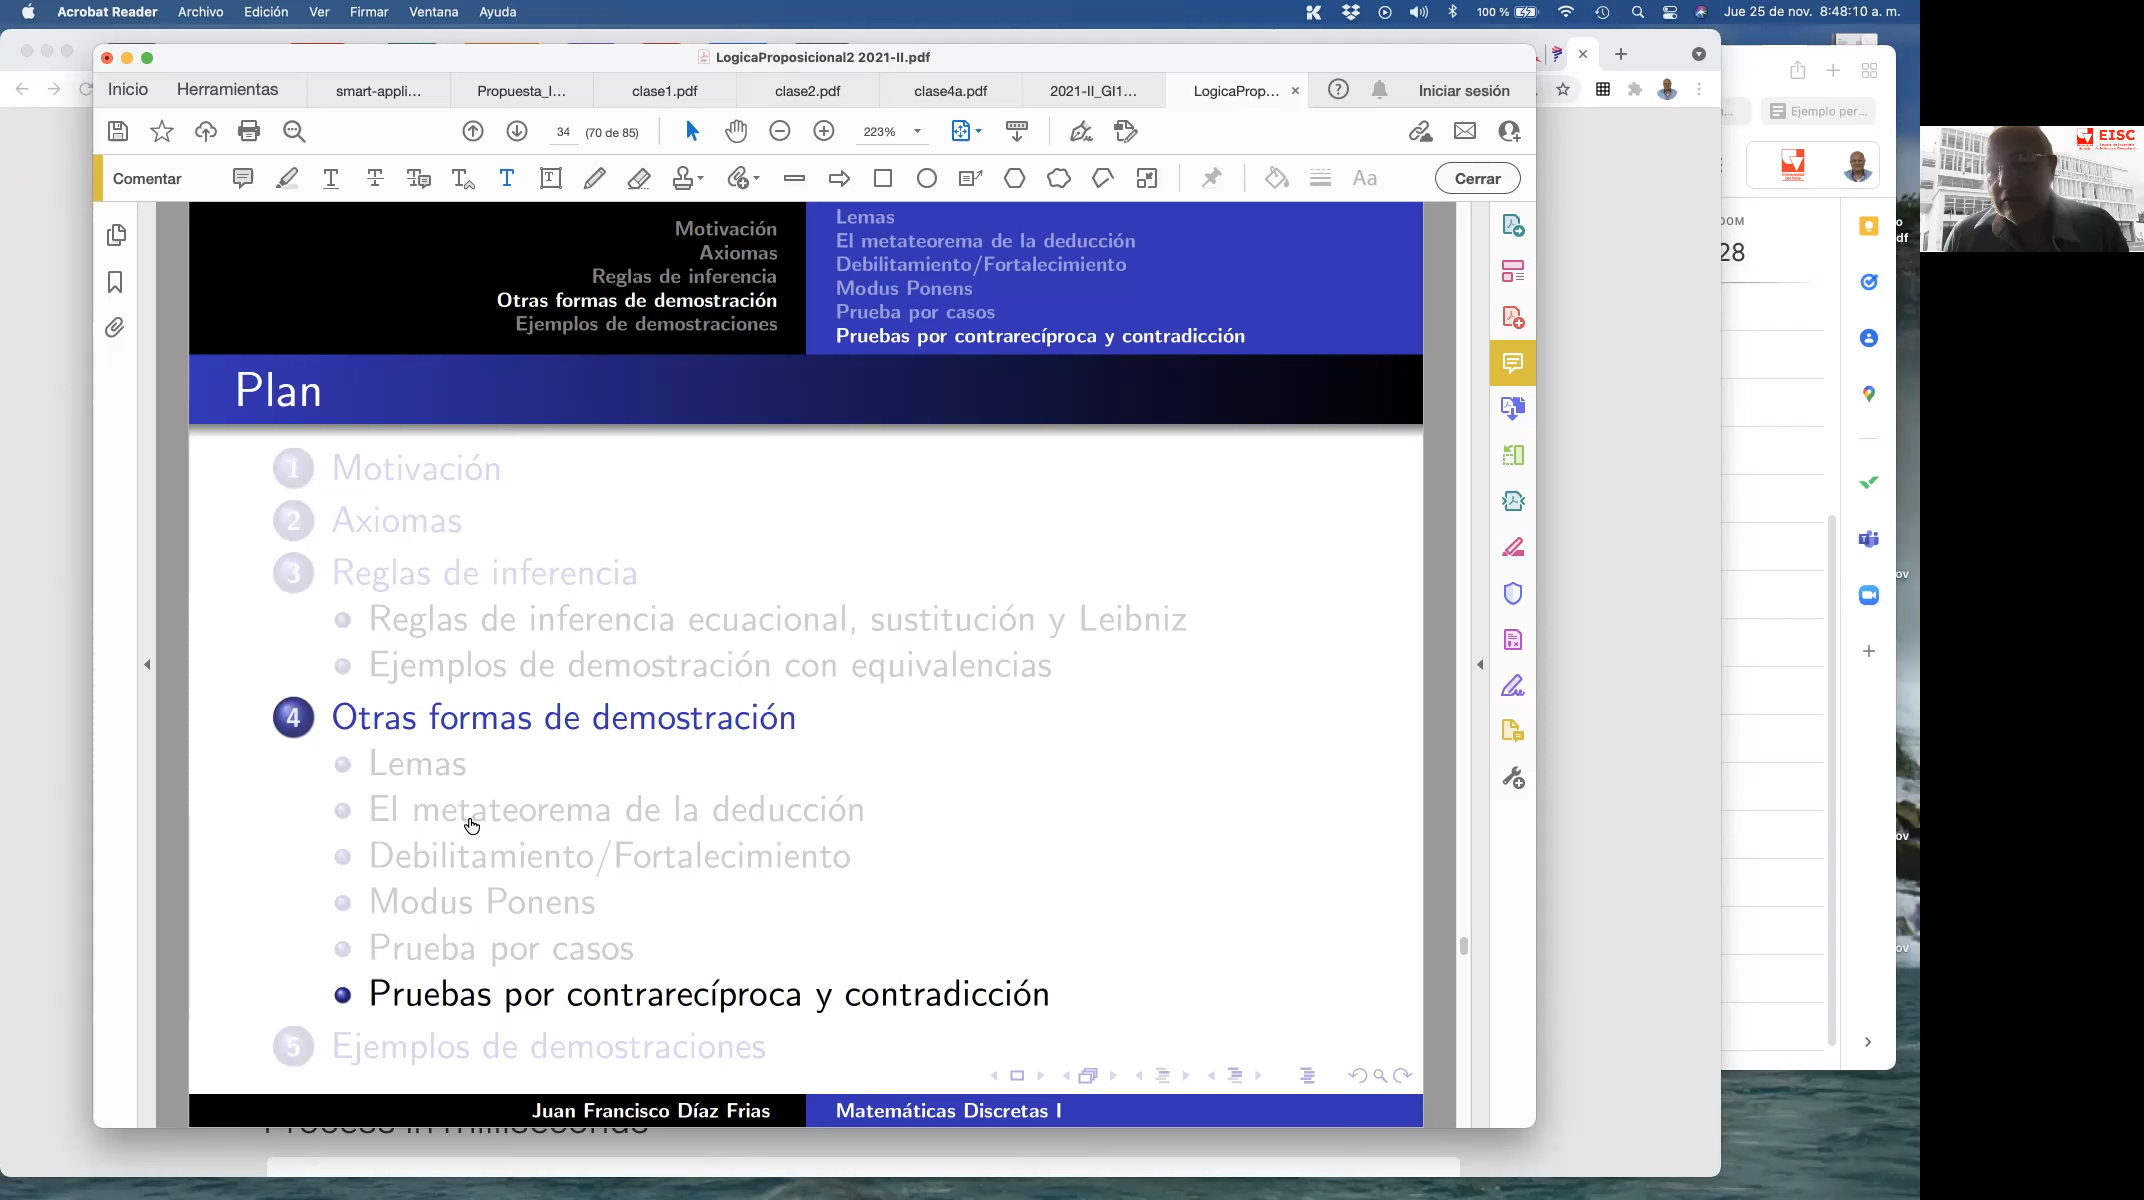 Acrobat Reader Archivo Edición Ver Firmar Ventana Ayuda
100 % Jue 25 de nov. 8:48:10 a. m.
LogicaProposicional2 2021-II.pdf
Inicio Herramientas smart-appli... Propuesta_I... clase1.pdf clase2.pdf clase4a.pdf 2021-II_GI1... LogicaProp... Iniciar sesión
34 (70 de 85) 223%
Comentar Aa Cerrar
Ejemplo per...
Motivación
Axiomas
Reglas de inferencia
Otras formas de demostración
Ejemplos de demostraciones
Lemas
El metateorema de la deducción
Debilitamiento/Fortalecimiento
Modus Ponens
Prueba por casos
Pruebas por contrarecíproca y contradicción
Plan
1 Motivación
2 Axiomas
3 Reglas de inferencia
Reglas de inferencia ecuacional, sustitución y Leibniz
Ejemplos de demostración con equivalencias
4 Otras formas de demostración
Lemas
El metateorema de la deducción
Debilitamiento/Fortalecimiento
Modus Ponens
Prueba por casos
Pruebas por contrarecíproca y contradicción
5 Ejemplos de demostraciones
Juan Francisco Díaz Frias Matemáticas Discretas I
DOM
28
EISC